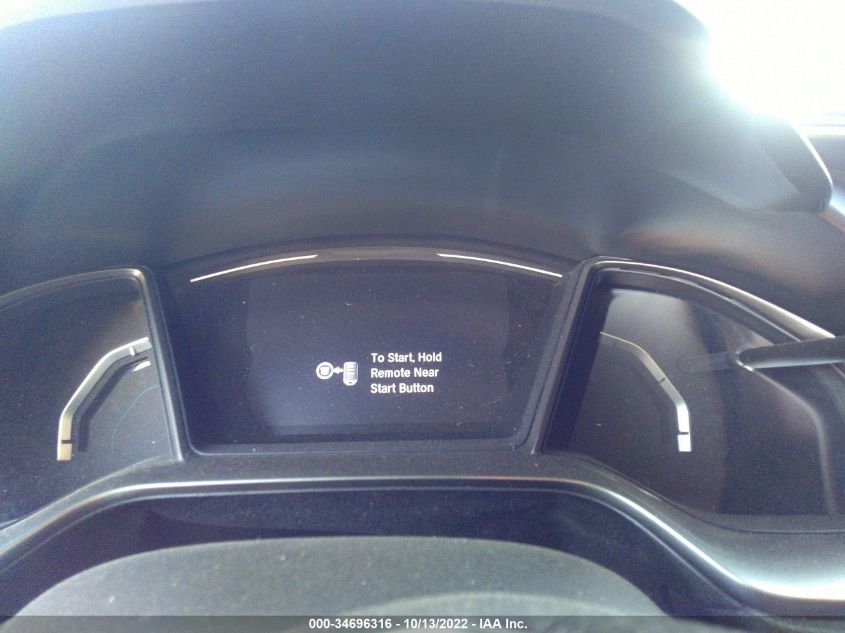 To Start, Hold
Remote Near
Start Button
000-34696316 - 10/13/2022 - IAA Inc.